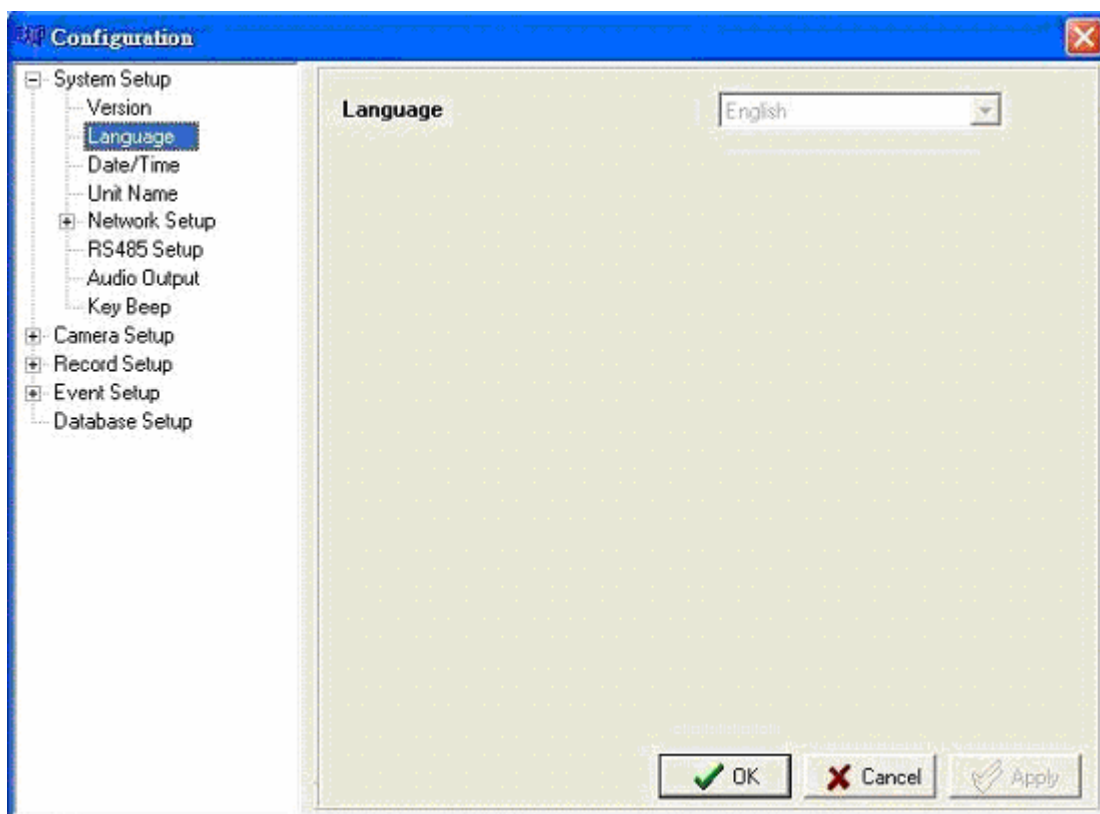 Configuration
System Setup
Version
Language
Date/Time
Unit Name
Network Setup
RS485 Setup
Audio Output
Key Beep
Camera Setup
Record Setup
Event Setup
Database Setup
Language
English
OK
Cancel
Apply